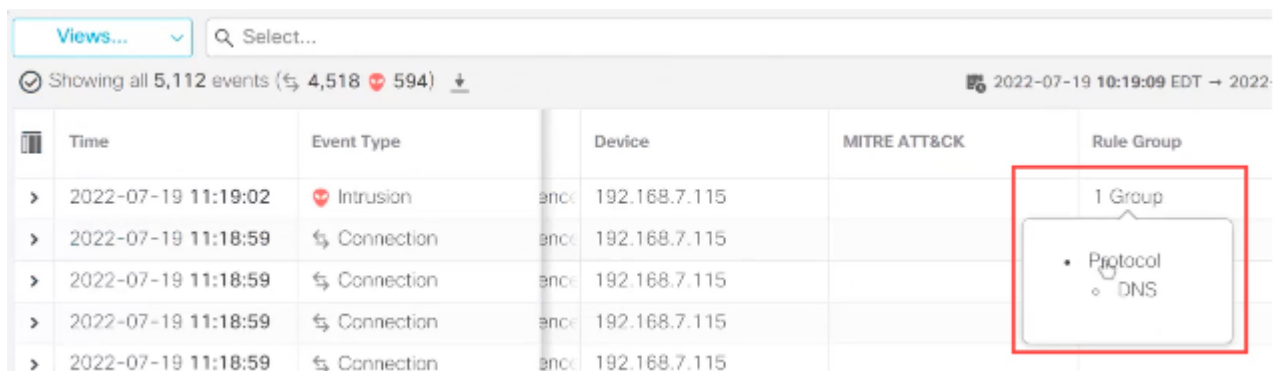 Views... Select...
Showing all 5,112 events (4,518 594) 2022-07-19 10:19:09 EDT → 2022-
Time Event Type Device MITRE ATT&CK Rule Group
2022-07-19 11:19:02 Intrusion 192.168.7.115 1 Group
2022-07-19 11:18:59 Connection 192.168.7.115
• Protocol
2022-07-19 11:18:59 Connection 192.168.7.115
◦ DNS
2022-07-19 11:18:59 Connection 192.168.7.115
2022-07-19 11:18:59 Connection 192.168.7.115